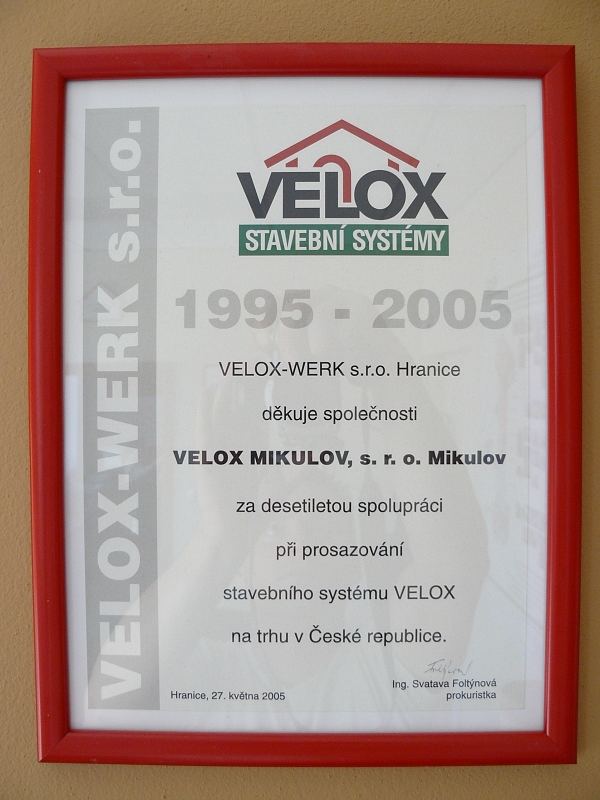 VELOX-WERK s.r.o.
VELOX
STAVEBNÍ SYSTÉMY
1995 - 2005
VELOX-WERK s.r.o. Hranice
děkuje společnosti
VELOX MIKULOV, s. r. o. Mikulov
za desetiletou spolupráci
při prosazování
stavebního systému VELOX
na trhu v České republice.
Ing. Svatava Foltýnová
prokuristka
Hranice, 27. května 2005